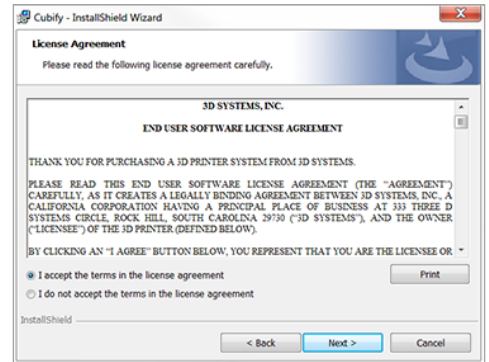 Cubify - InstallShield Wizard
License Agreement
Please read the following license agreement carefully.
3D SYSTEMS, INC.
END USER SOFTWARE LICENSE AGREEMENT
THANK YOU FOR PURCHASING A 3D PRINTER SYSTEM FROM 3D SYSTEMS.
PLEASE READ THIS END USER SOFTWARE LICENSE AGREEMENT (THE "AGREEMENT")
CAREFULLY, AS IT CREATES A LEGALLY BINDING AGREEMENT BETWEEN 3D SYSTEMS, INC., A
CALIFORNIA CORPORATION HAVING A PRINCIPAL PLACE OF BUSINESS AT 333 THREE D
SYSTEMS CIRCLE, ROCK HILL, SOUTH CAROLINA 29730 ("3D SYSTEMS"), AND THE OWNER
("LICENSEE") OF THE 3D PRINTER (DEFINED BELOW).
BY CLICKING AN "I AGREE" BUTTON BELOW, YOU REPRESENT THAT YOU ARE THE LICENSEE OR
I accept the terms in the license agreement
Print
I do not accept the terms in the license agreement
InstallShield
< Back
Next >
Cancel